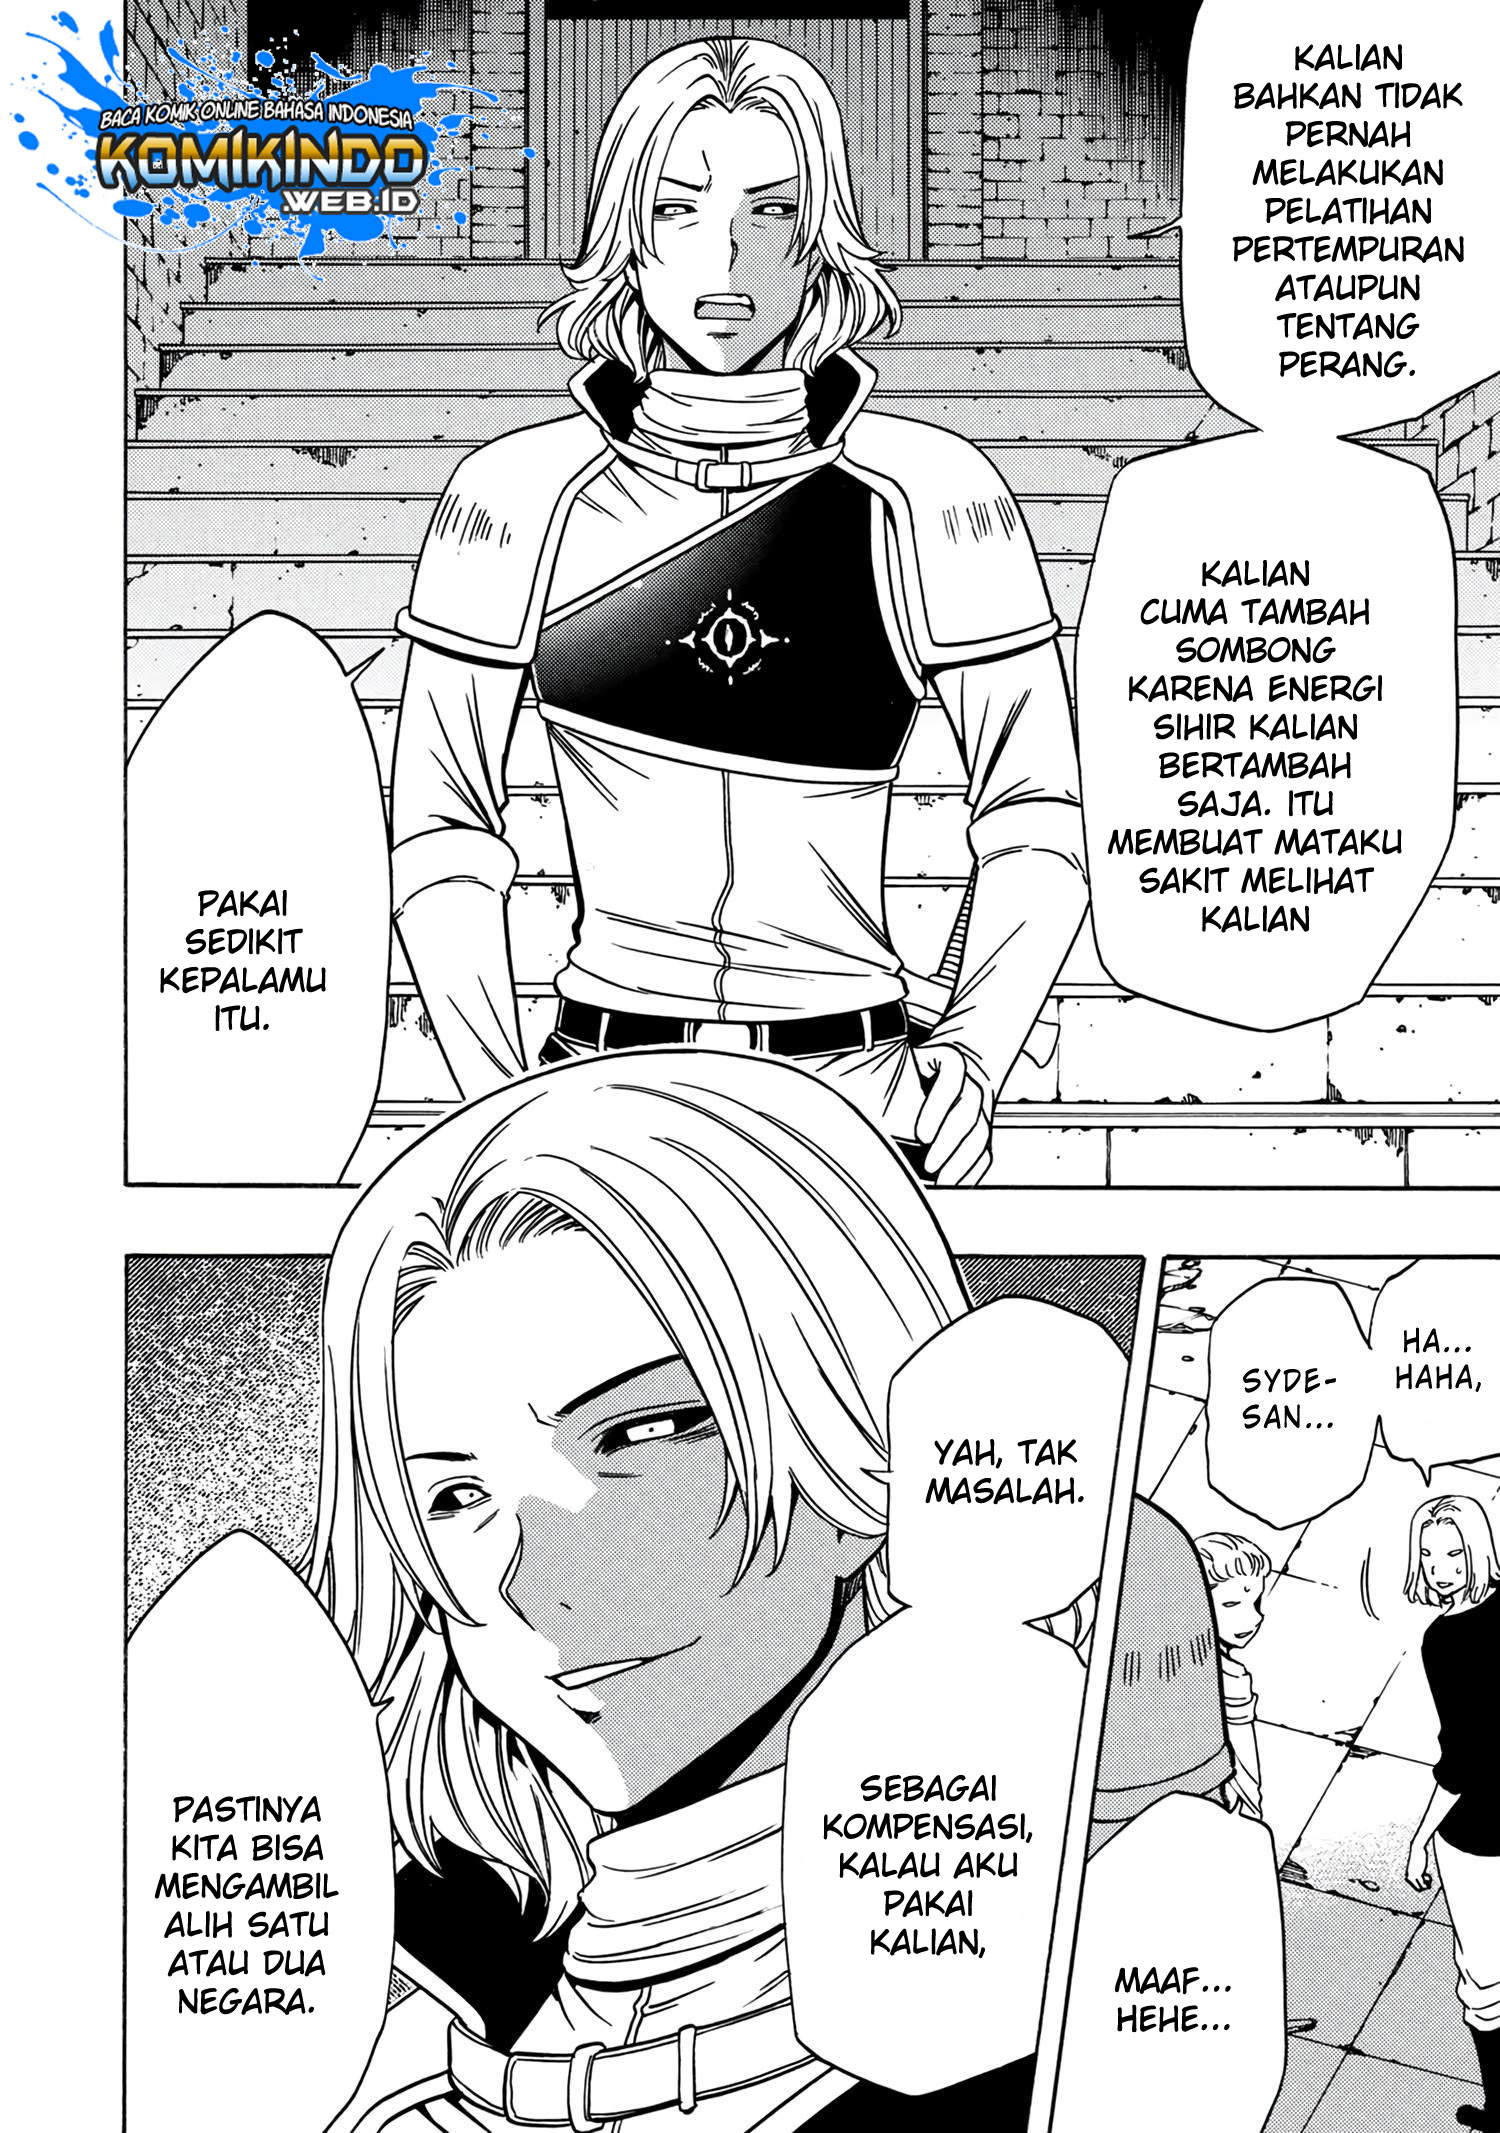 BACA KOMIK ONLINE BAHASA INDONESIA
KOMIKINDO
.WEB.ID
KALIAN
BAHKAN TIDAK
PERNAH
MELAKUKAN
PELATIHAN
PERTEMPURAN
ATAUPUN
TENTANG
PERANG.
KALIAN
CUMA TAMBAH
SOMBONG
KARENA ENERGI
SIHIR KALIAN
BERTAMBAH
SAJA. ITU
MEMBUAT MATAKU
SAKIT MELIHAT
KALIAN
PAKAI
SEDIKIT
KEPALAMU
ITU.
HA...
HAHA,
SYDE-
SAN...
MAAF...
HEHE...
YAH, TAK
MASALAH.
SEBAGAI
KOMPENSASI,
KALAU AKU
PAKAI
KALIAN,
PASTINYA
KITA BISA
MENGAMBIL
ALIH SATU
ATAU DUA
NEGARA.